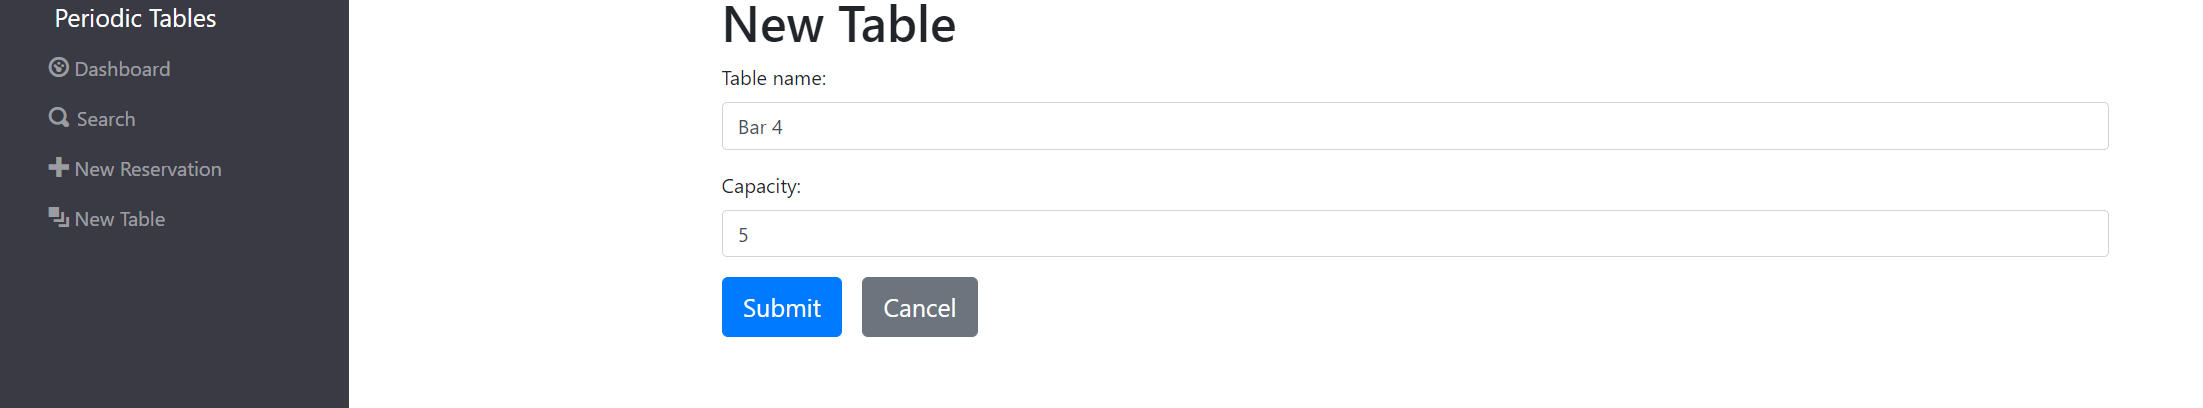 Periodic Tables
Dashboard
Search
New Reservation
New Table
New Table
Table name:
Bar 4
Capacity:
5
Submit Cancel